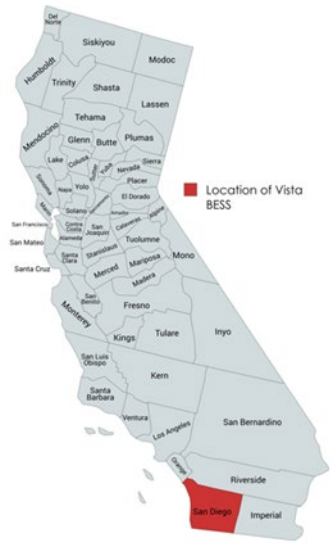 Del
Norte
Siskiyou
Modoc
Humboldt
Trinity
Shasta
Lassen
Tehama
Mendocino
Glenn
Butte
Plumas
Lake
Colusa
Sutter
Yuba
Nevada
Sierra
Placer
Sonoma
Napa
Yolo
El Dorado
Location of Vista
BESS
Solano
Amador
Alpine
Marin
Calaveras
San Francisco
Contra
Costa
San
Joaquin
Tuolumne
Alameda
Mono
San Mateo
Stanislaus
Santa
Clara
Mariposa
Santa Cruz
Merced
Madera
San
Benito
Fresno
Monterey
Inyo
Kings
Tulare
San Luis
Obispo
Kern
Santa
Barbara
San Bernardino
Ventura
Los Angeles
Orange
Riverside
San Diego
Imperial